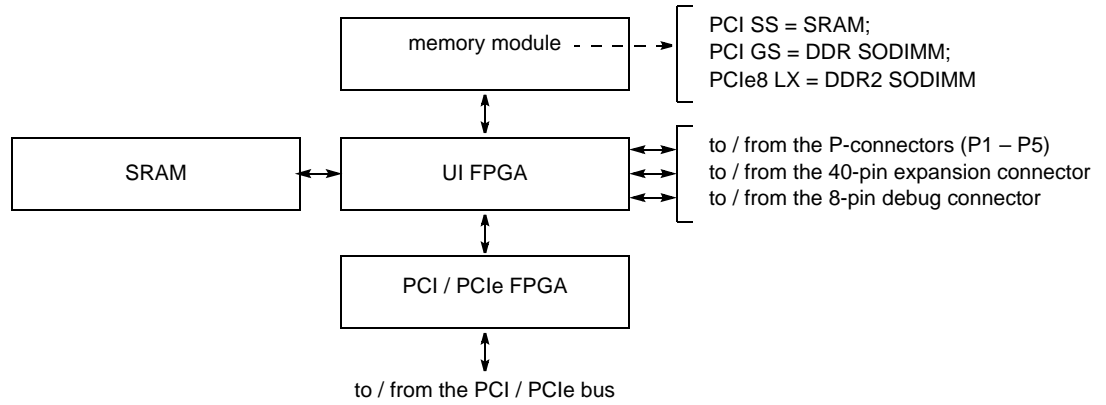 memory module
PCI SS = SRAM;
PCI GS = DDR SODIMM;
PCIe8 LX = DDR2 SODIMM
SRAM
UI FPGA
to / from the P-connectors (P1 – P5)
to / from the 40-pin expansion connector
to / from the 8-pin debug connector
PCI / PCIe FPGA
to / from the PCI / PCIe bus